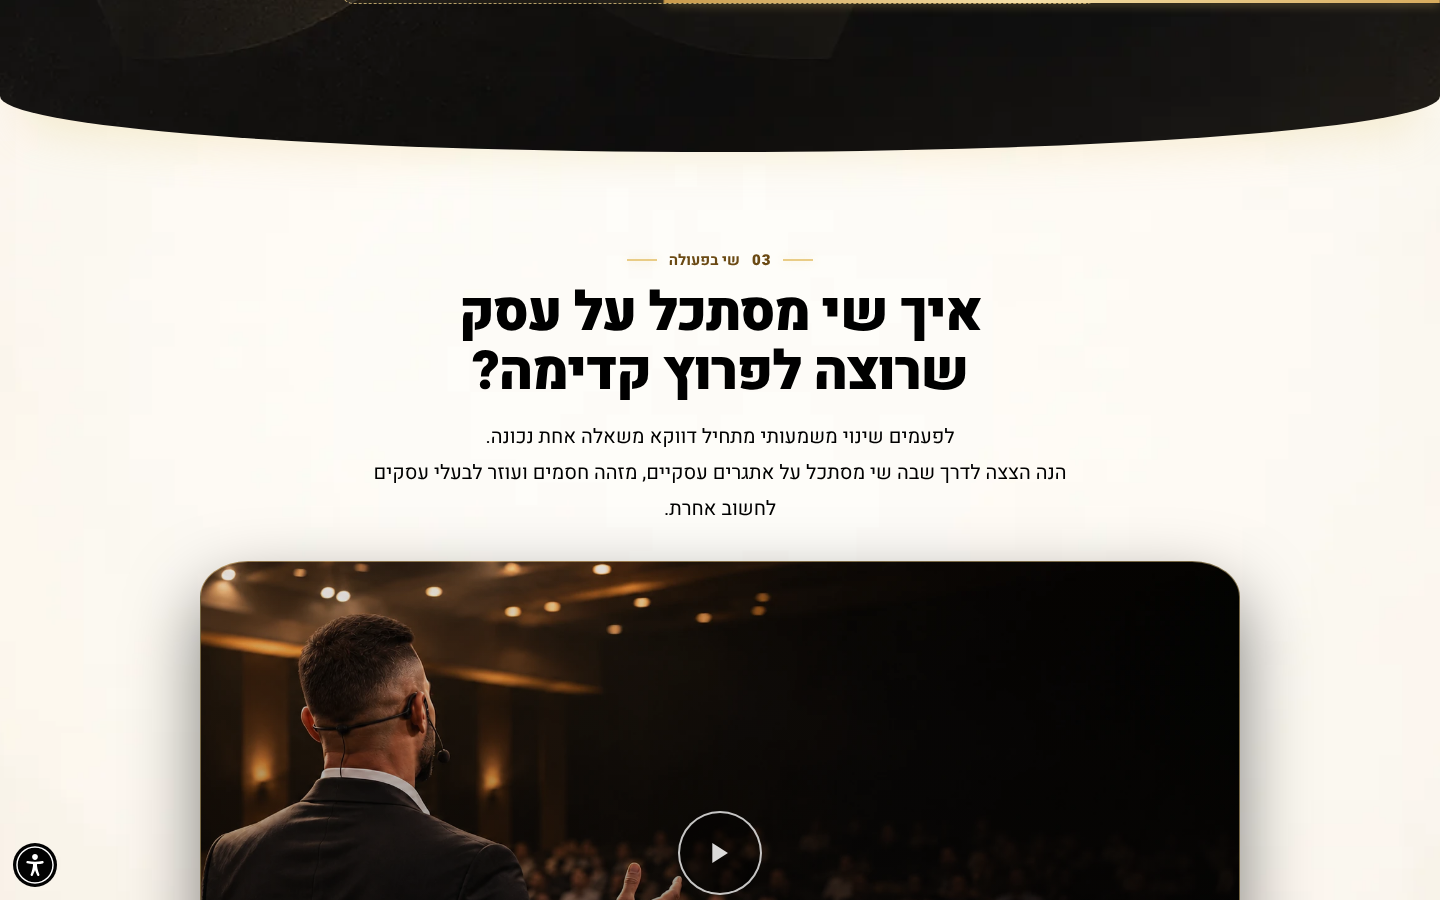 03 שי בפעולה
איך שי מסתכל על עסק
שרוצה לפרוץ קדימה?
לפעמים שינוי משמעותי מתחיל דווקא משאלה אחת נכונה.
הנה הצצה לדרך שבה שי מסתכל על אתגרים עסקיים, מזהה חסמים ועוזר לבעלי עסקים
לחשוב אחרת.